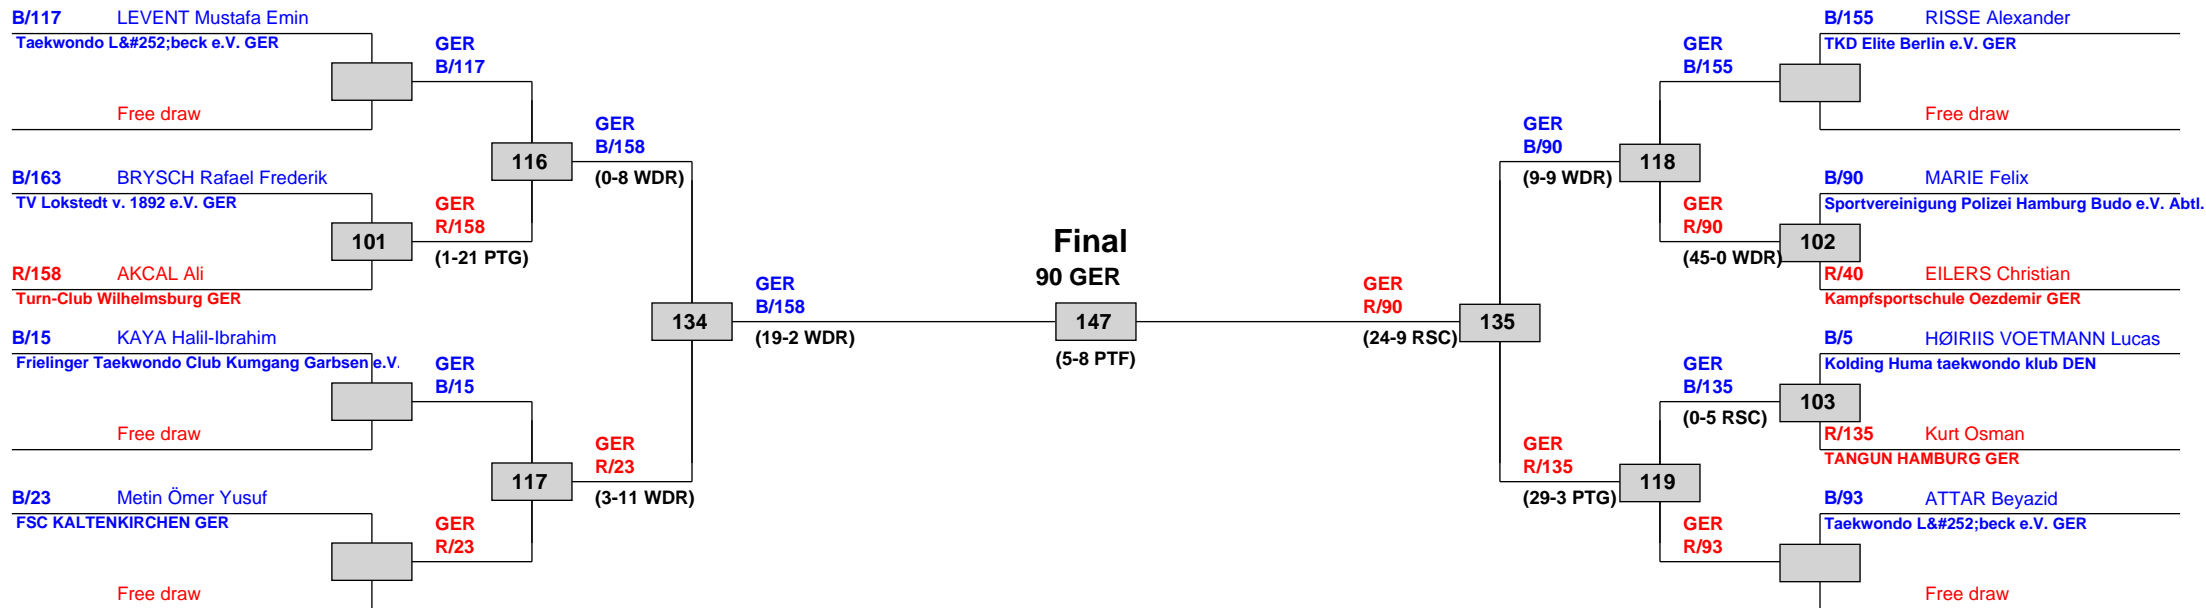 B/117 LEVENT Mustafa Emin
Taekwondo L&#252;beck e.V. GER
GER
B/117
Free draw
GER
B/158
116
(0-8 WDR)
B/163 BRYSCH Rafael Frederik
TV Lokstedt v. 1892 e.V. GER
GER
R/158
101
(1-21 PTG)
R/158 AKCAL Ali
Turn-Club Wilhelmsburg GER
GER
B/158
134
(19-2 WDR)
B/15 KAYA Halil-Ibrahim
Frielinger Taekwondo Club Kumgang Garbsen e.V.
GER
B/15
Free draw
GER
R/23
117
(3-11 WDR)
B/23 Metin Ömer Yusuf
FSC KALTENKIRCHEN GER
GER
R/23
Free draw
Final
90 GER
147
(5-8 PTF)
B/155 RISSE Alexander
TKD Elite Berlin e.V. GER
GER
B/155
Free draw
GER
B/90
118
(9-9 WDR)
B/90 MARIE Felix
Sportvereinigung Polizei Hamburg Budo e.V. Abtl.
GER
R/90
102
(45-0 WDR)
R/40 EILERS Christian
Kampfsportschule Oezdemir GER
GER
R/90
135
(24-9 RSC)
B/5 HØIRIIS VOETMANN Lucas
Kolding Huma taekwondo klub DEN
GER
B/135
103
(0-5 RSC)
R/135 Kurt Osman
TANGUN HAMBURG GER
GER
R/135
119
(29-3 PTG)
B/93 ATTAR Beyazid
Taekwondo L&#252;beck e.V. GER
GER
R/93
Free draw